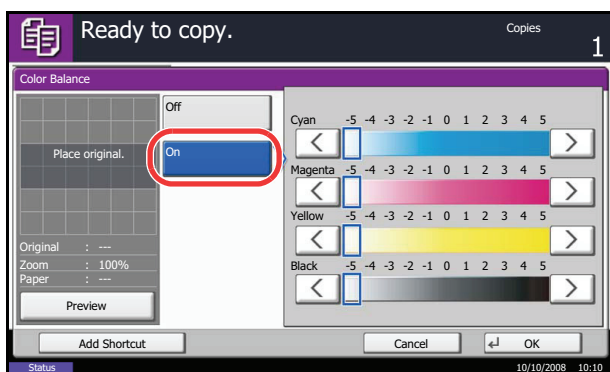 Ready to copy.
Copies
1
Color Balance
Place original.
Original : ---
Zoom : 100%
Paper : ---
Preview
Off
On
Cyan -5 -4 -3 -2 -1 0 1 2 3 4 5
Magenta -5 -4 -3 -2 -1 0 1 2 3 4 5
Yellow -5 -4 -3 -2 -1 0 1 2 3 4 5
Black -5 -4 -3 -2 -1 0 1 2 3 4 5
Add Shortcut
Cancel
OK
Status
10/10/2008 10:10